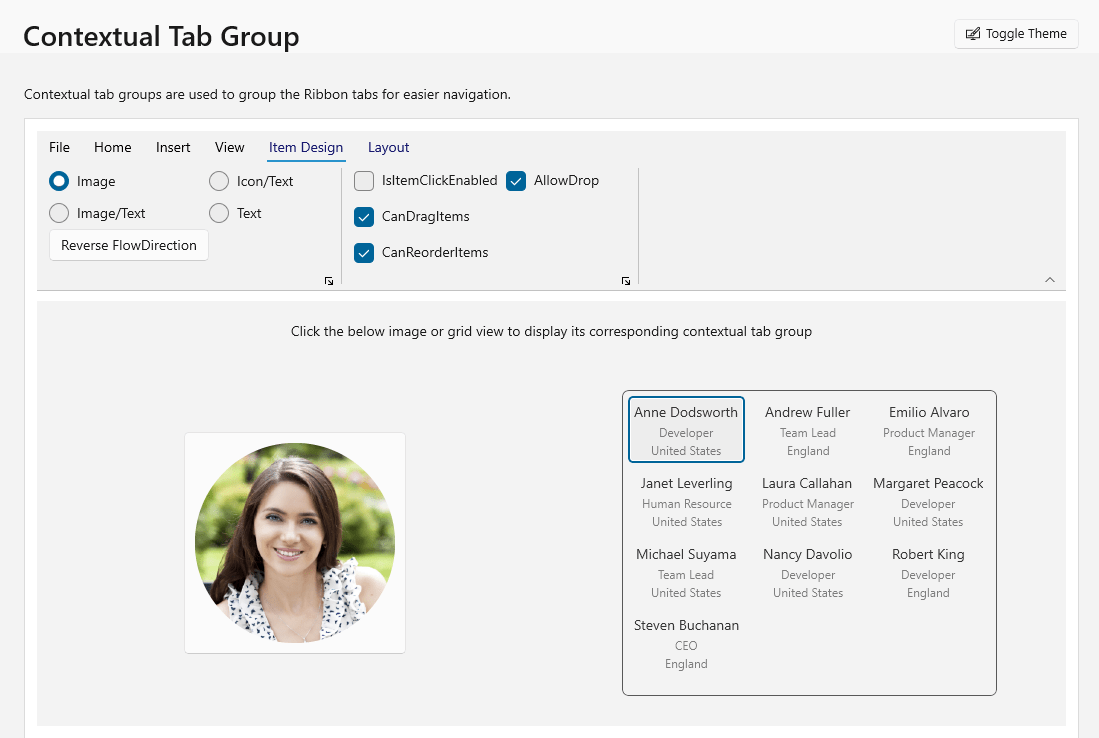 Contextual Tab Group
Toggle Theme
Contextual tab groups are used to group the Ribbon tabs for easier navigation.
File Home Insert View Item Design Layout
Image Icon/Text IsItemClickEnabled AllowDrop
Image/Text Text CanDragItems
Reverse FlowDirection CanReorderItems
Click the below image or grid view to display its corresponding contextual tab group
Anne Dodsworth Andrew Fuller Emilio Alvaro
Developer Team Lead Product Manager
United States England England
Janet Leverling Laura Callahan Margaret Peacock
Human Resource Product Manager Developer
United States United States United States
Michael Suyama Nancy Davolio Robert King
Team Lead Developer Developer
United States United States England
Steven Buchanan
CEO
England